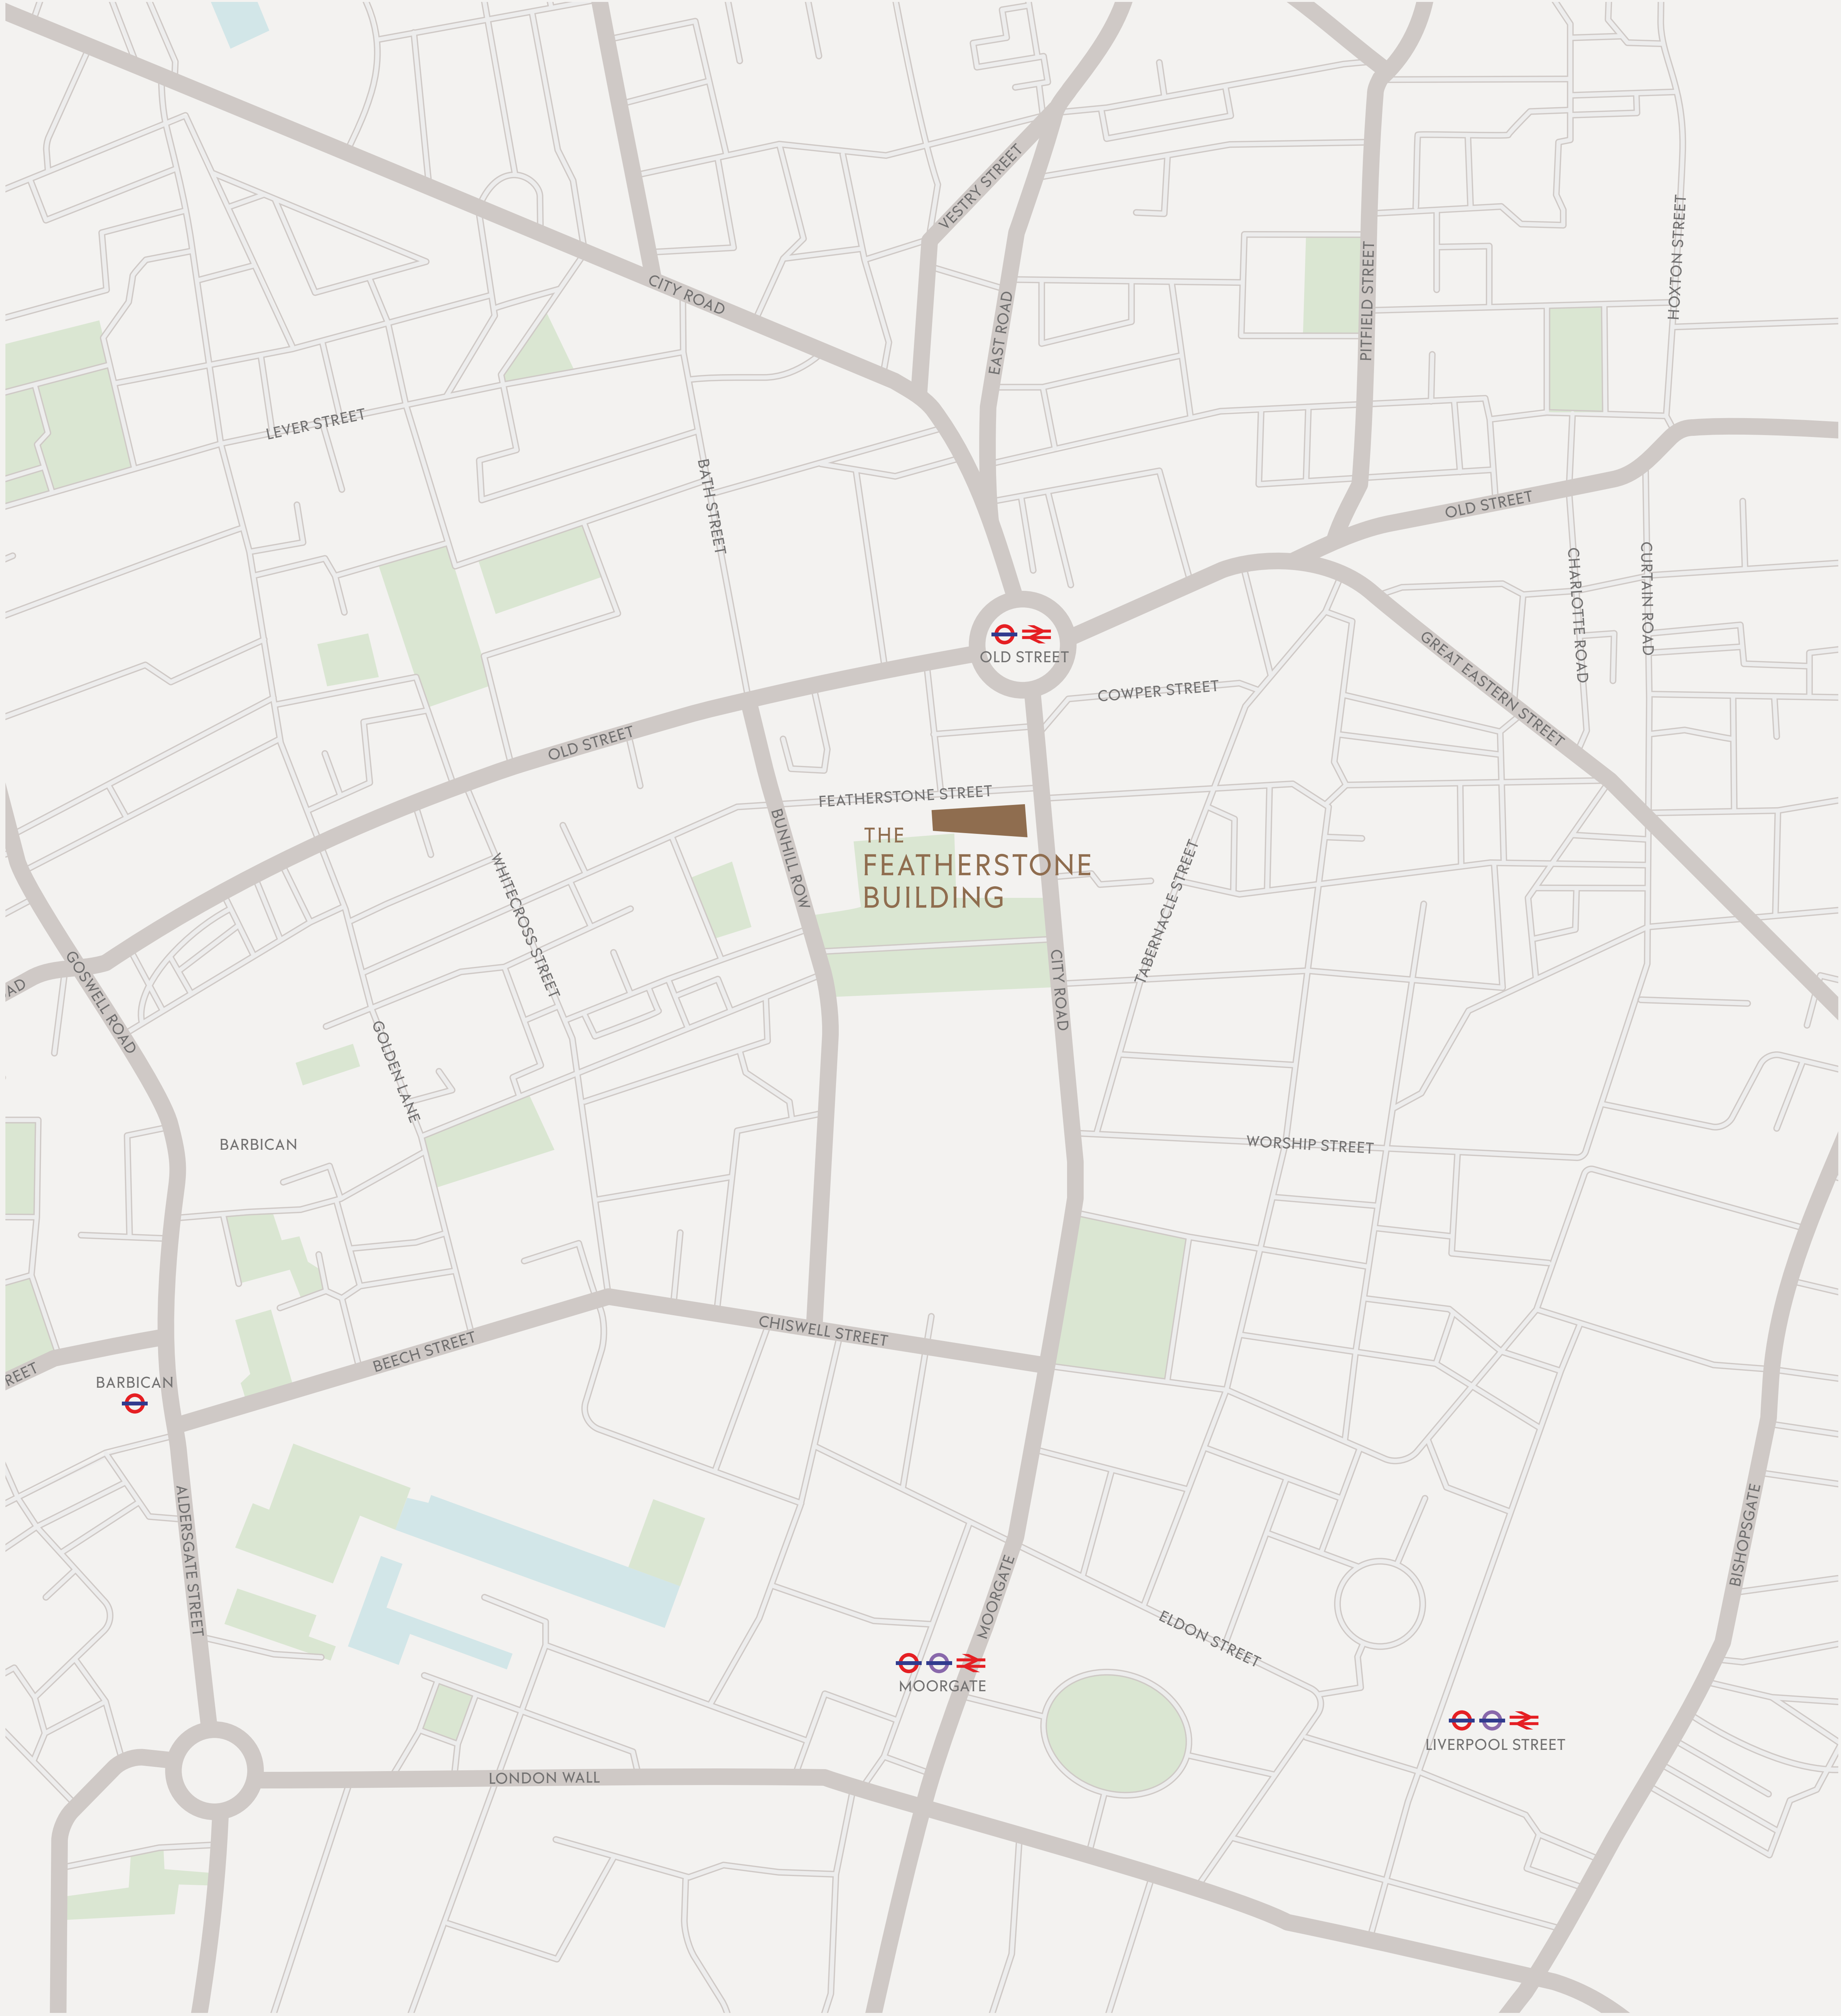 VESTRY STREET
HOXTON STREET
CITY ROAD
EAST ROAD
PITFIELD STREET
LEVER STREET
BATH STREET
OLD STREET
CHARLOTTE ROAD
CURTAIN ROAD
OLD STREET
COWPER STREET
GREAT EASTERN STREET
OLD STREET
FEATHERSTONE STREET
THE
FEATHERSTONE
BUILDING
BUNHILL ROW
WHITECROSS STREET
TABERNACLE STREET
CITY ROAD
GOSWELL ROAD
AD
GOLDEN LANE
BARBICAN
WORSHIP STREET
CHISWELL STREET
BEECH STREET
REET
BARBICAN
ALDERSGATE STREET
BISHOPSGATE
MOORGATE
ELDON STREET
MOORGATE
LIVERPOOL STREET
LONDON WALL